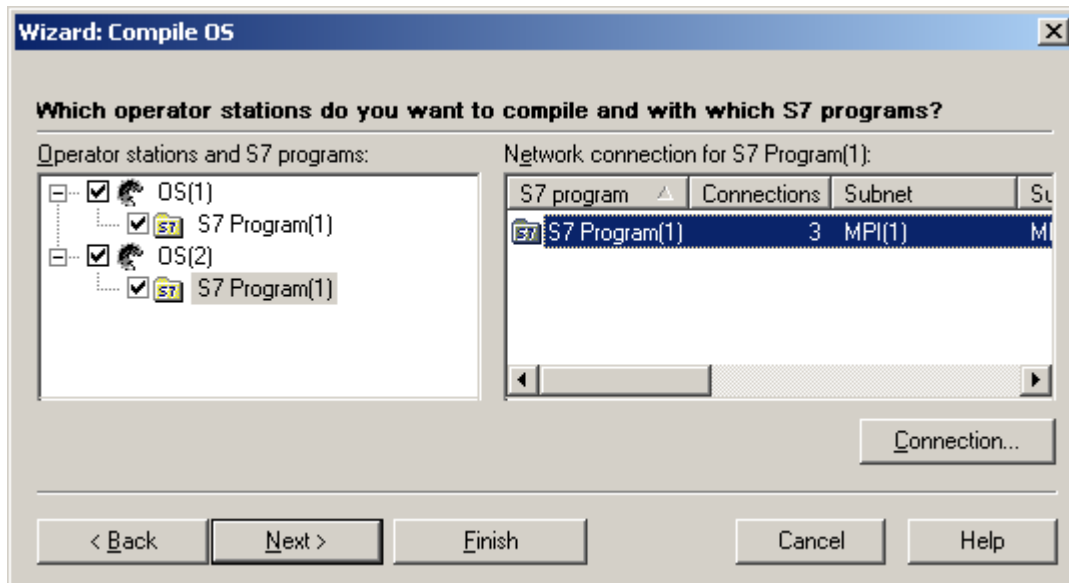 Wizard: Compile OS
Which operator stations do you want to compile and with which S7 programs?
Operator stations and S7 programs:
OS(1)
S7 Program(1)
OS(2)
S7 Program(1)
Network connection for S7 Program(1):
S7 program Connections Subnet Su
S7 Program(1) 3 MPI(1) MI
Connection...
< Back Next > Finish Cancel Help